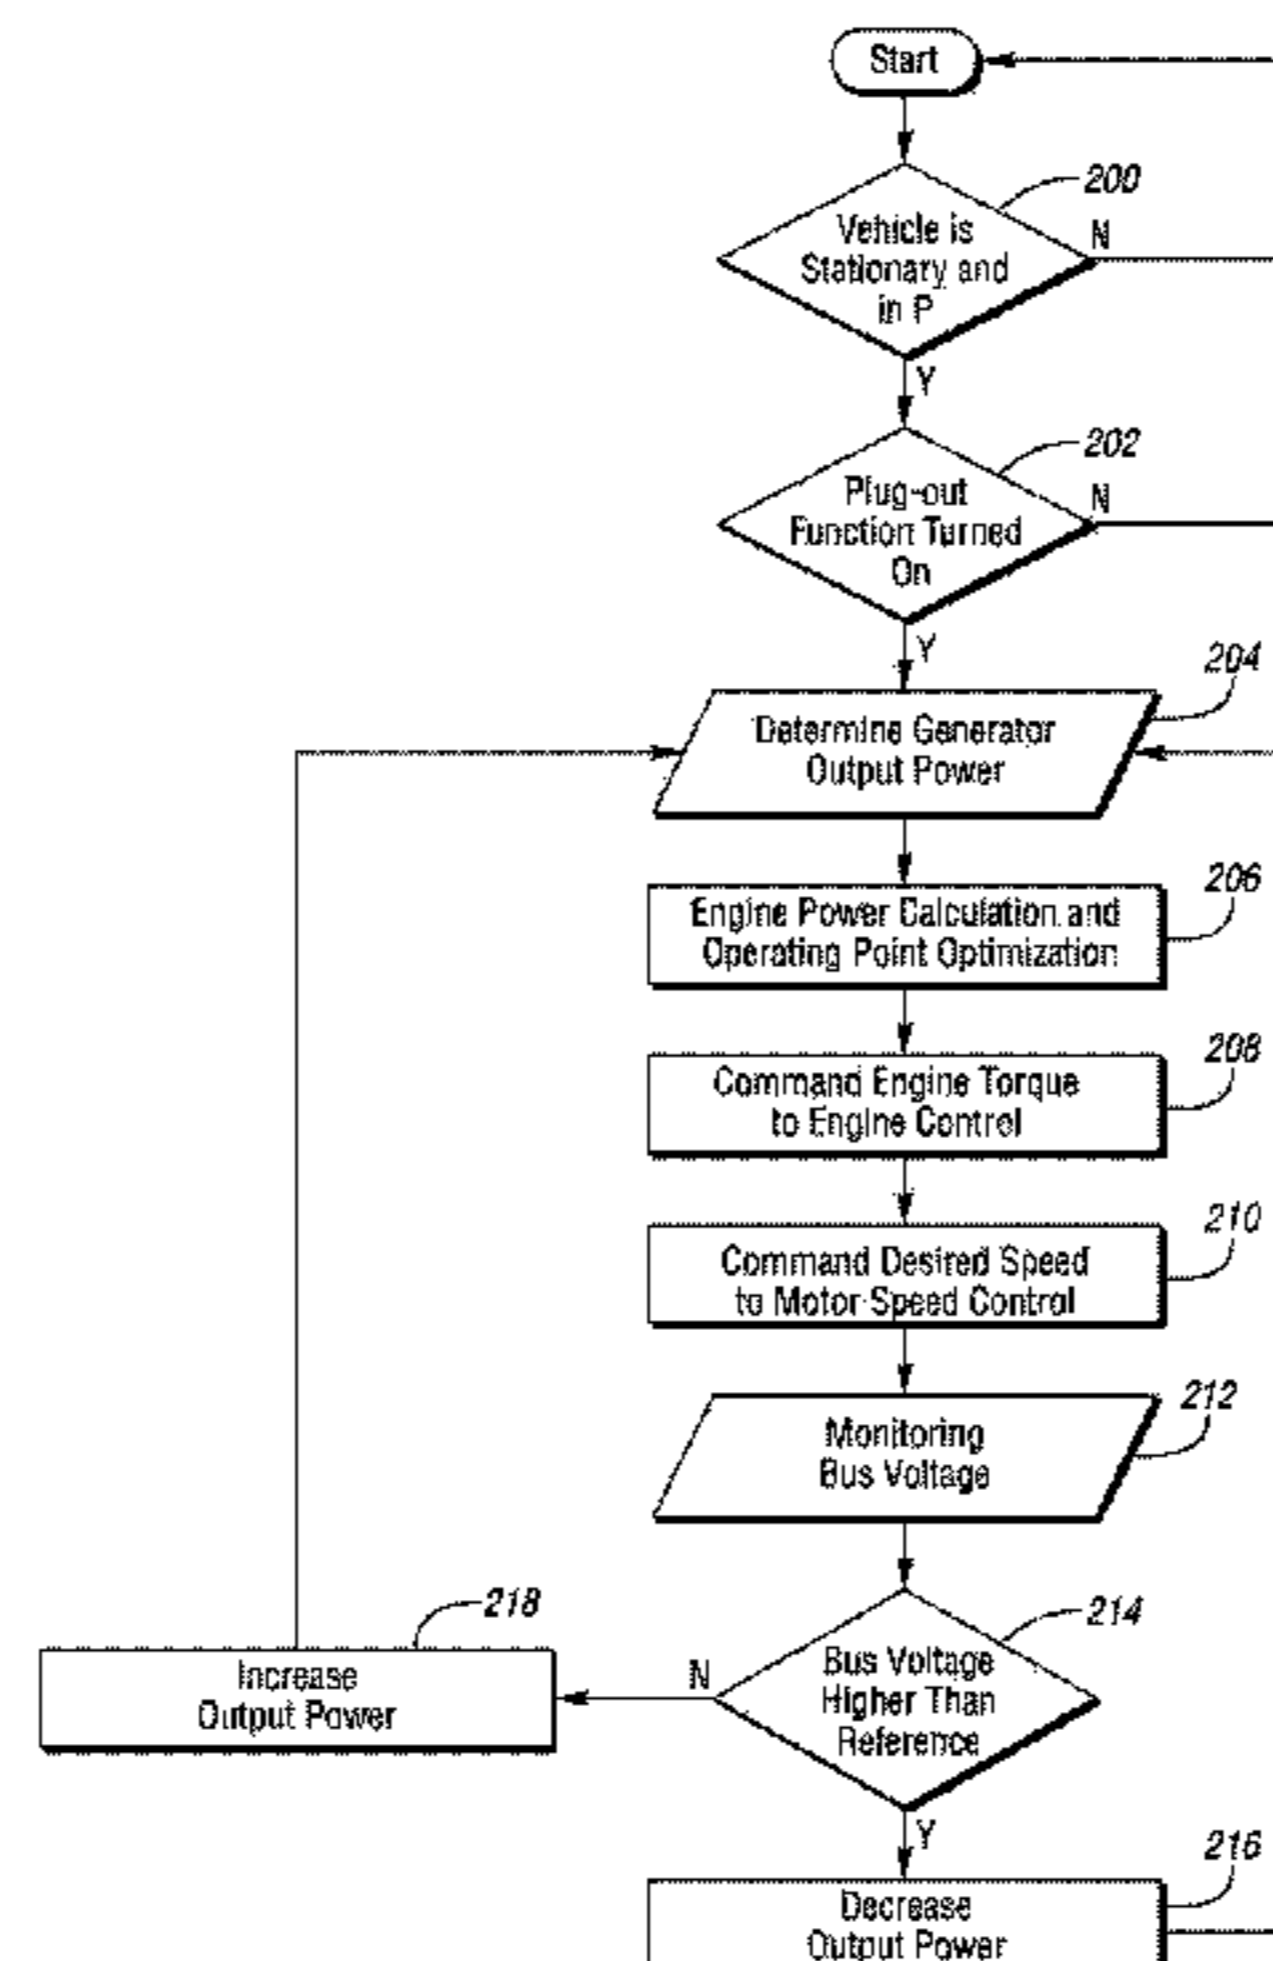 Start
200
Vehicle is
Stationary and
in P
N
Y
202
Plug-out
Function Turned
On
N
Y
204
Determine Generator
Output Power
206
Engine Power Calculation and
Operating Point Optimization
208
Command Engine Torque
to Engine Control
210
Command Desired Speed
to Motor Speed Control
212
Monitoring
Bus Voltage
218
214
Increase
Output Power
N
Bus Voltage
Higher Than
Reference
Y
216
Decrease
Output Power